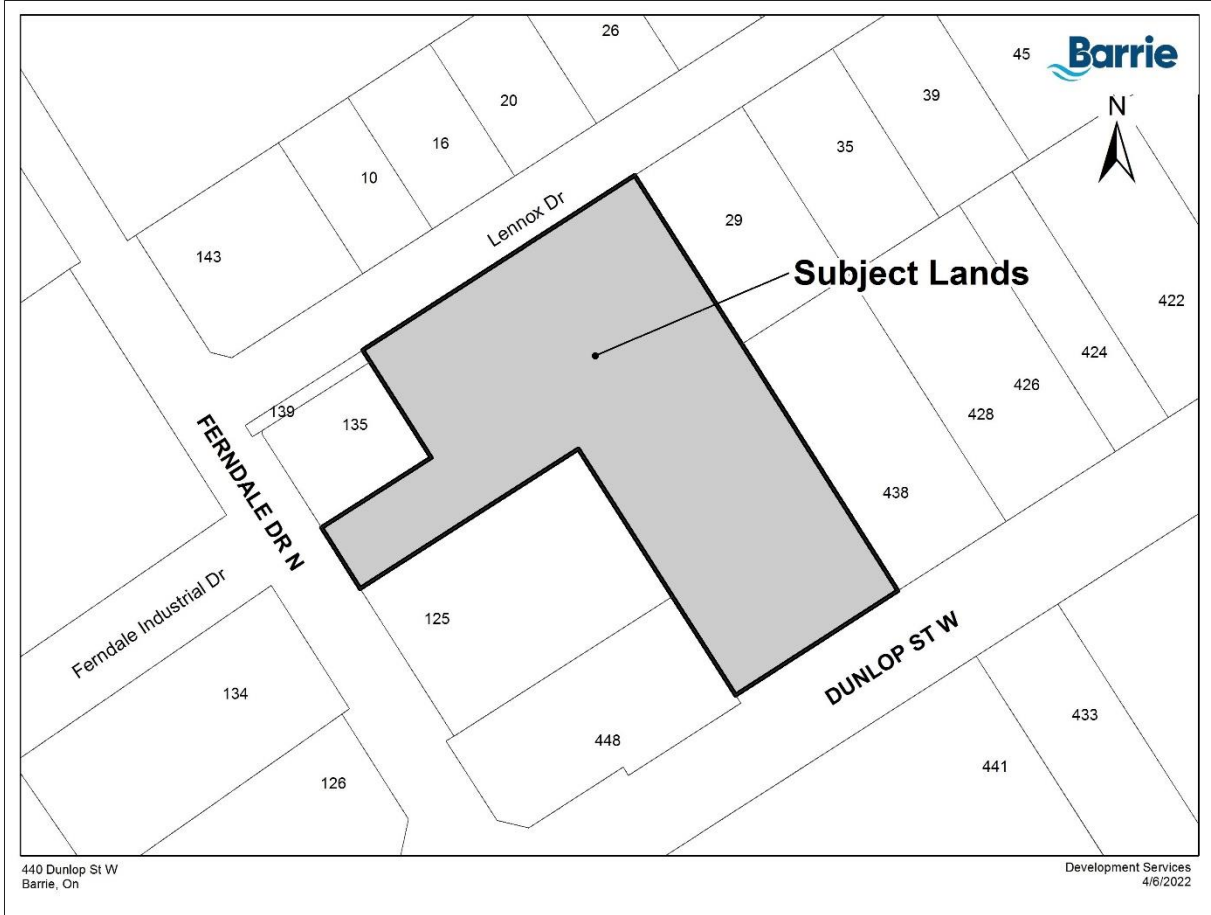 26
45
Barrie
N
20
39
16
35
10
Lennox Dr
29
143
Subject Lands
422
424
426
139
135
428
FERNDALE DR N
438
Ferndale Industrial Dr
125
DUNLOP ST W
134
433
448
441
126
440 Dunlop St W
Barrie, On
Development Services
4/6/2022